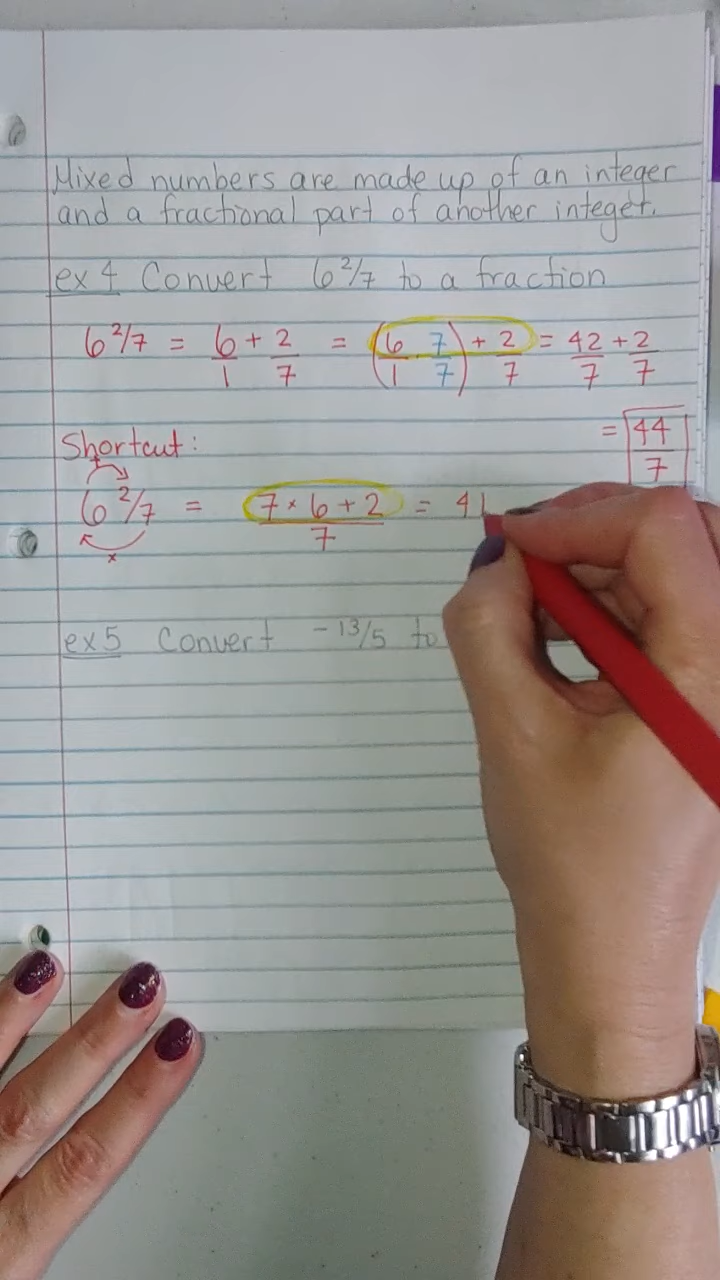 Mixed numbers are made up of an integer
and a fractional part of another integer.
ex 4 Convert 6 2/7 to a fraction
6 2/7 = 6/1 + 2/7 = (6/1 7/7) + 2/7 = 42/7 + 2/7
= 44/7
Shortcut:
+
6 2/7 = 7 × 6 + 2 / 7 = 4
x
ex 5 Convert - 13/5 to